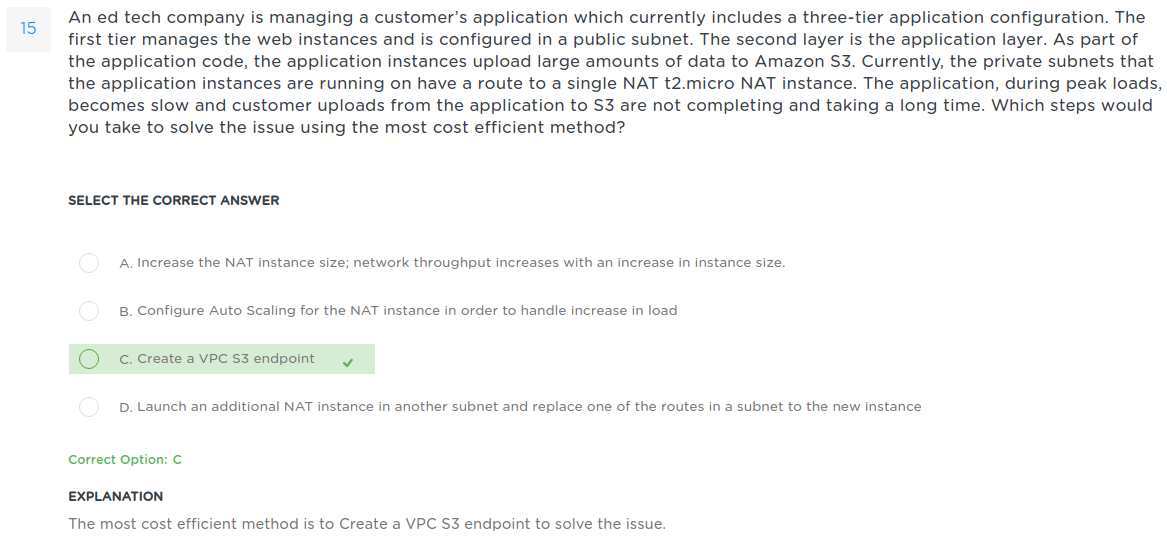 15
An ed tech company is managing a customer's application which currently includes a three-tier application configuration. The
first tier manages the web instances and is configured in a public subnet. The second layer is the application layer. As part of
the application code, the application instances upload large amounts of data to Amazon S3. Currently, the private subnets that
the application instances are running on have a route to a single NAT t2.micro NAT instance. The application, during peak loads,
becomes slow and customer uploads from the application to S3 are not completing and taking a long time. Which steps would
you take to solve the issue using the most cost efficient method?
SELECT THE CORRECT ANSWER
A. Increase the NAT instance size; network throughput increases with an increase in instance size.
B. Configure Auto Scaling for the NAT instance in order to handle increase in load
C. Create a VPC S3 endpoint
D. Launch an additional NAT instance in another subnet and replace one of the routes in a subnet to the new instance
Correct Option: C
EXPLANATION
The most cost efficient method is to Create a VPC S3 endpoint to solve the issue.